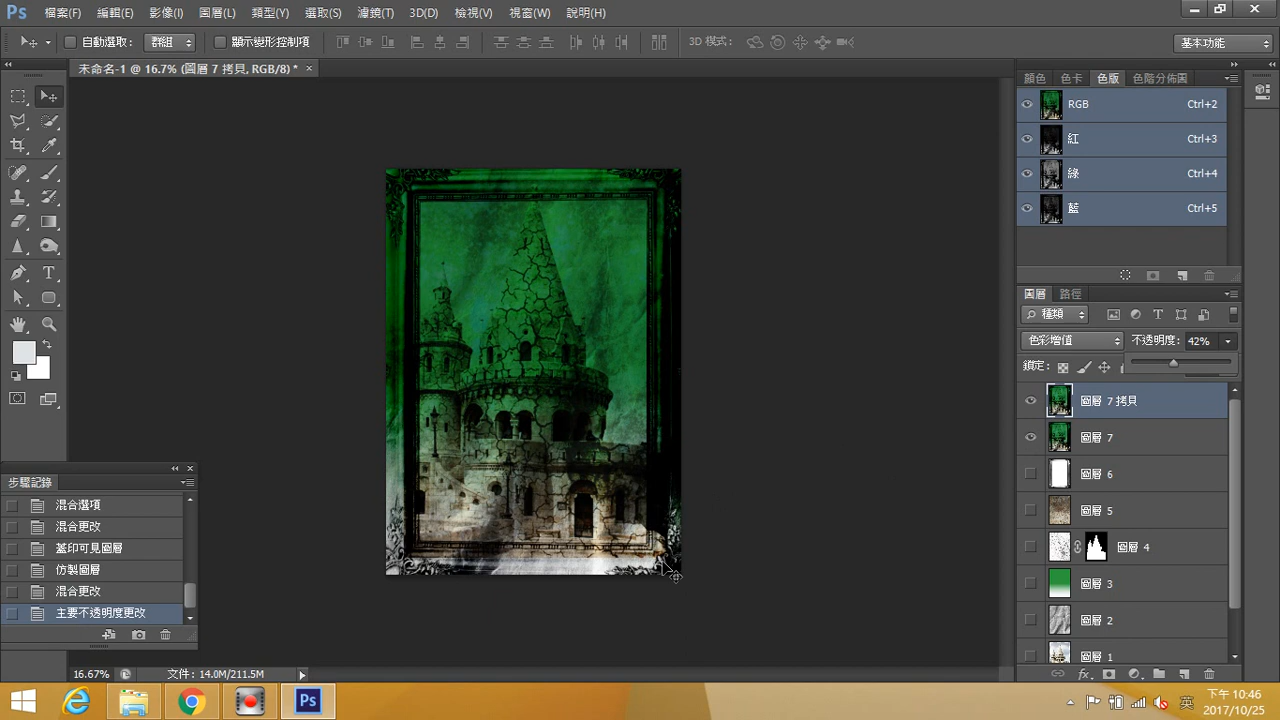 Ps 檔案(F) 編輯(E) 影像(I) 圖層(L) 類型(Y) 選取(S) 濾鏡(T) 3D(D) 檢視(V) 視窗(W) 說明(H)
自動選取: 群組 顯示變形控制項 3D 模式: 基本功能
未命名-1 @ 16.7% (圖層 7 拷貝, RGB/8) * ×
顏色 色卡 色版 色階分佈圖
RGB Ctrl+2
紅 Ctrl+3
綠 Ctrl+4
藍 Ctrl+5
圖層 路徑
種類
色彩增值 不透明度: 42%
鎖定:
圖層 7 拷貝
圖層 7
圖層 6
圖層 5
圖層 4
圖層 3
圖層 2
圖層 1
步驟記錄
混合選項
混合更改
蓋印可見圖層
仿製圖層
混合更改
主要不透明度更改
16.67% 文件: 14.0M/211.5M
Ps 英 下午 10:46
2017/10/25